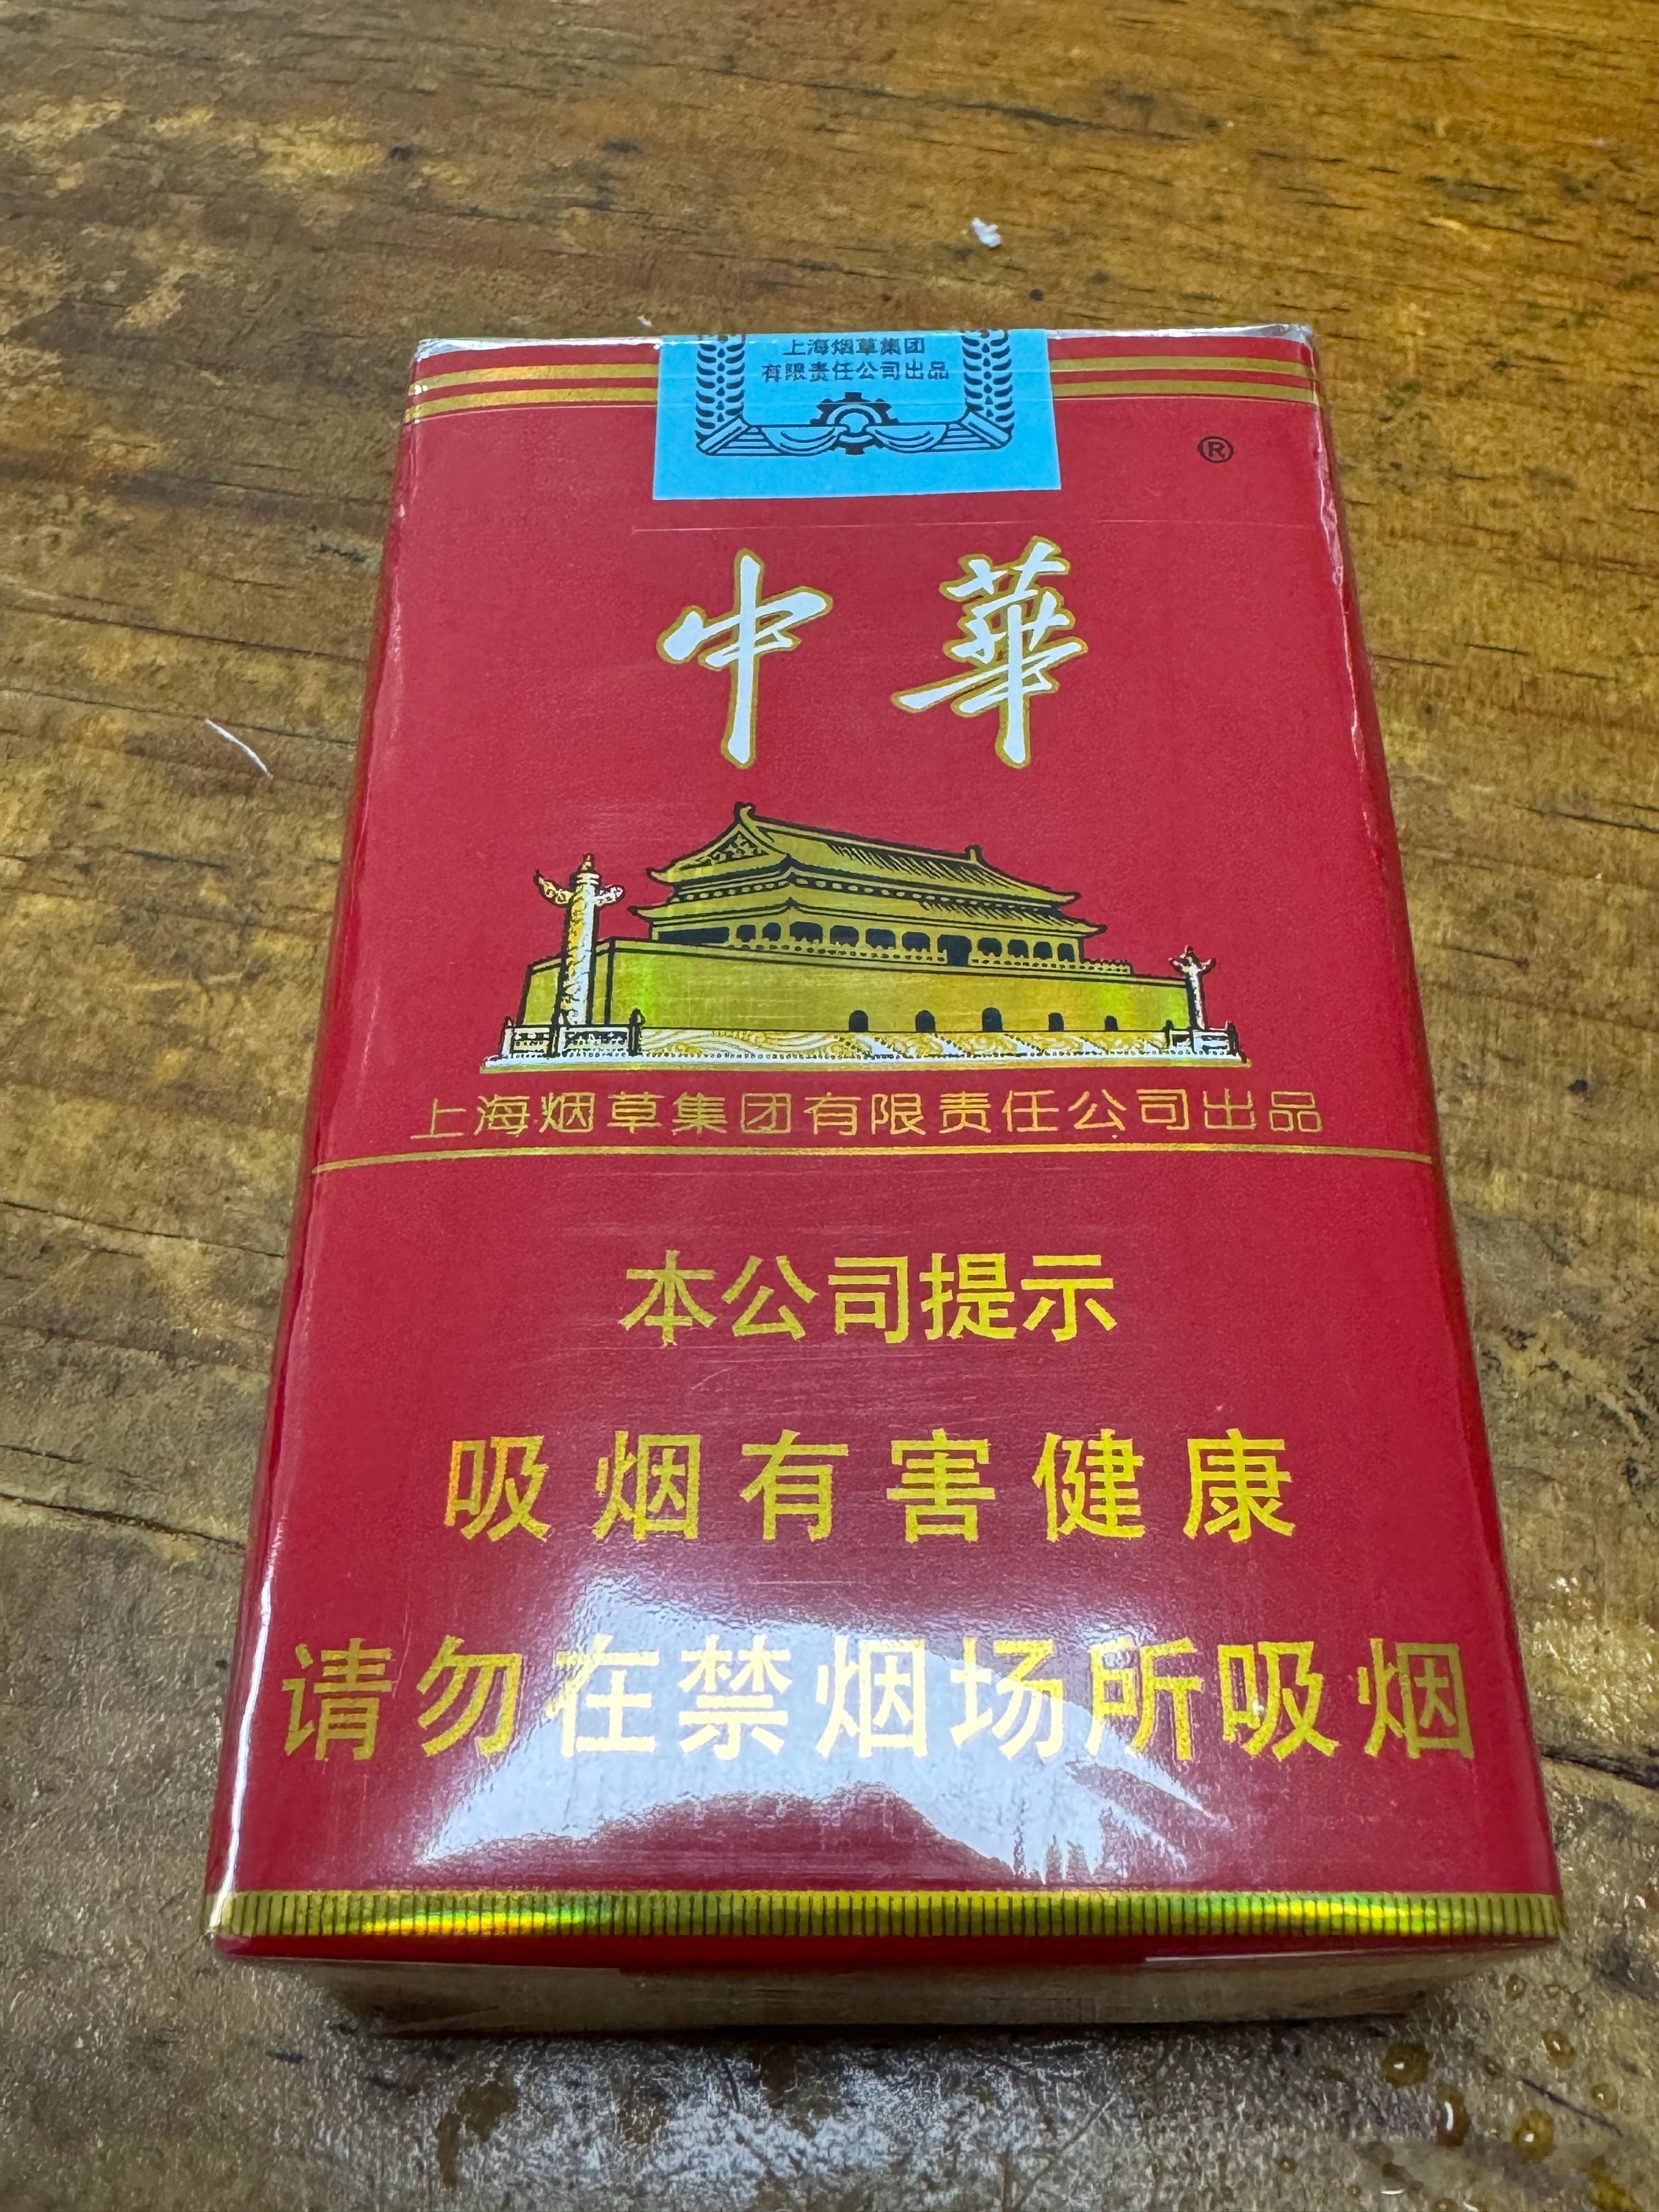 上海烟草集团
有限责任公司出品
®
中華
上海烟草集团有限责任公司出品
本公司提示
吸烟有害健康
请勿在禁烟场所吸烟